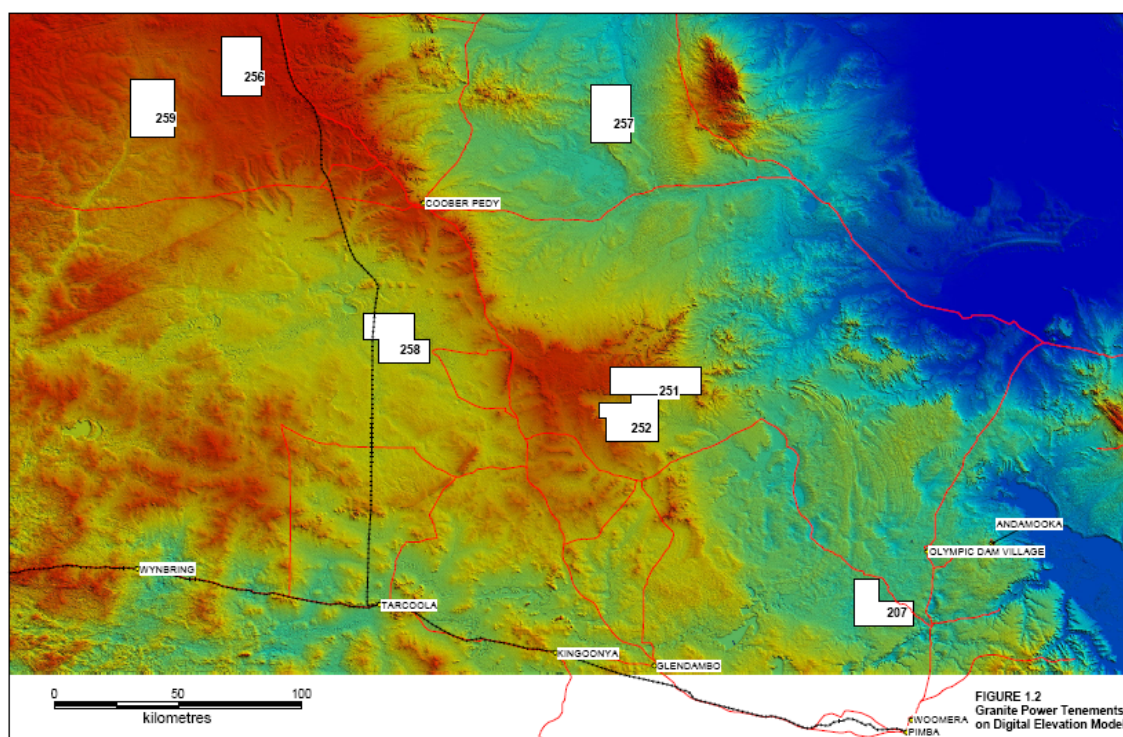 256
259
257
COOBER PEDY
258
251
252
ANDAMOOKA
OLYMPIC DAM VILLAGE
WYNBRING
TARCOOLA
207
KINGOONYA
GLENDAMBO
0 50 100
kilometres
FIGURE 1.2
Granite Power Tenements
on Digital Elevation Model
WOOMERA
PIMBA